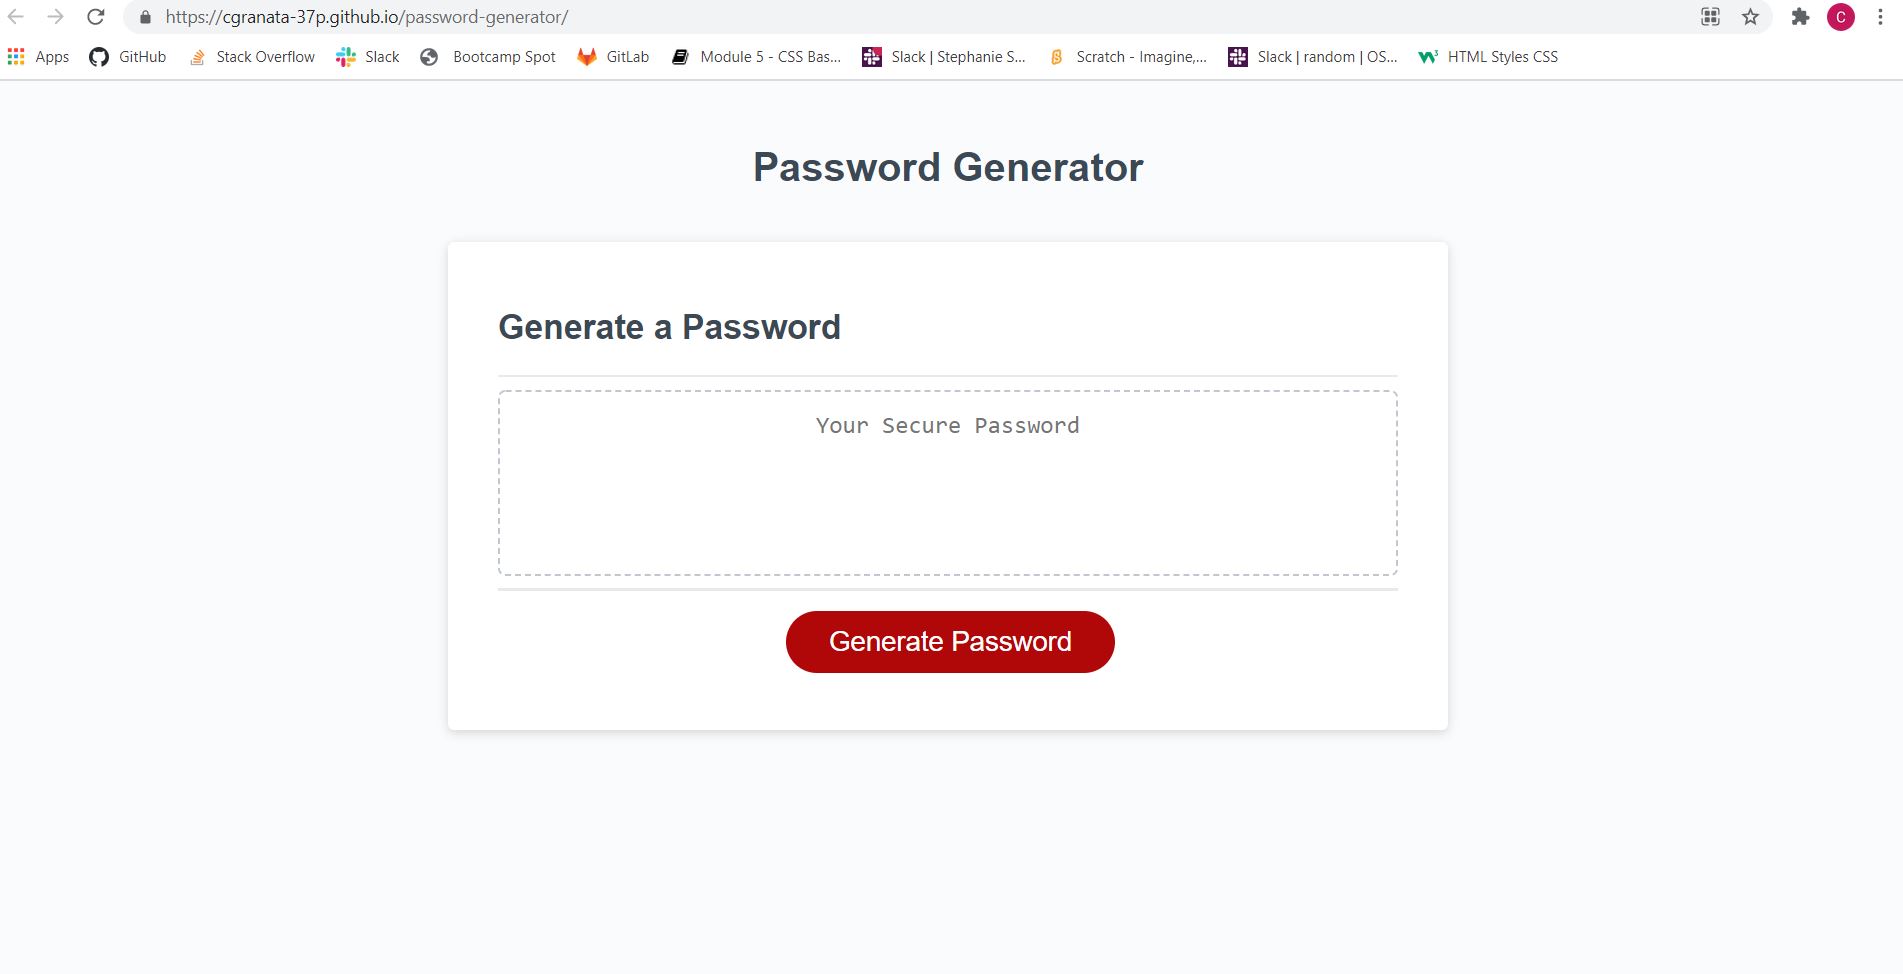 https://cgranata-37p.github.io/password-generator/
C
Apps GitHub Stack Overflow Slack Bootcamp Spot GitLab Module 5 - CSS Bas... Slack | Stephanie S... Scratch - Imagine,... Slack | random | OS... HTML Styles CSS
Password Generator
Generate a Password
Your Secure Password
Generate Password